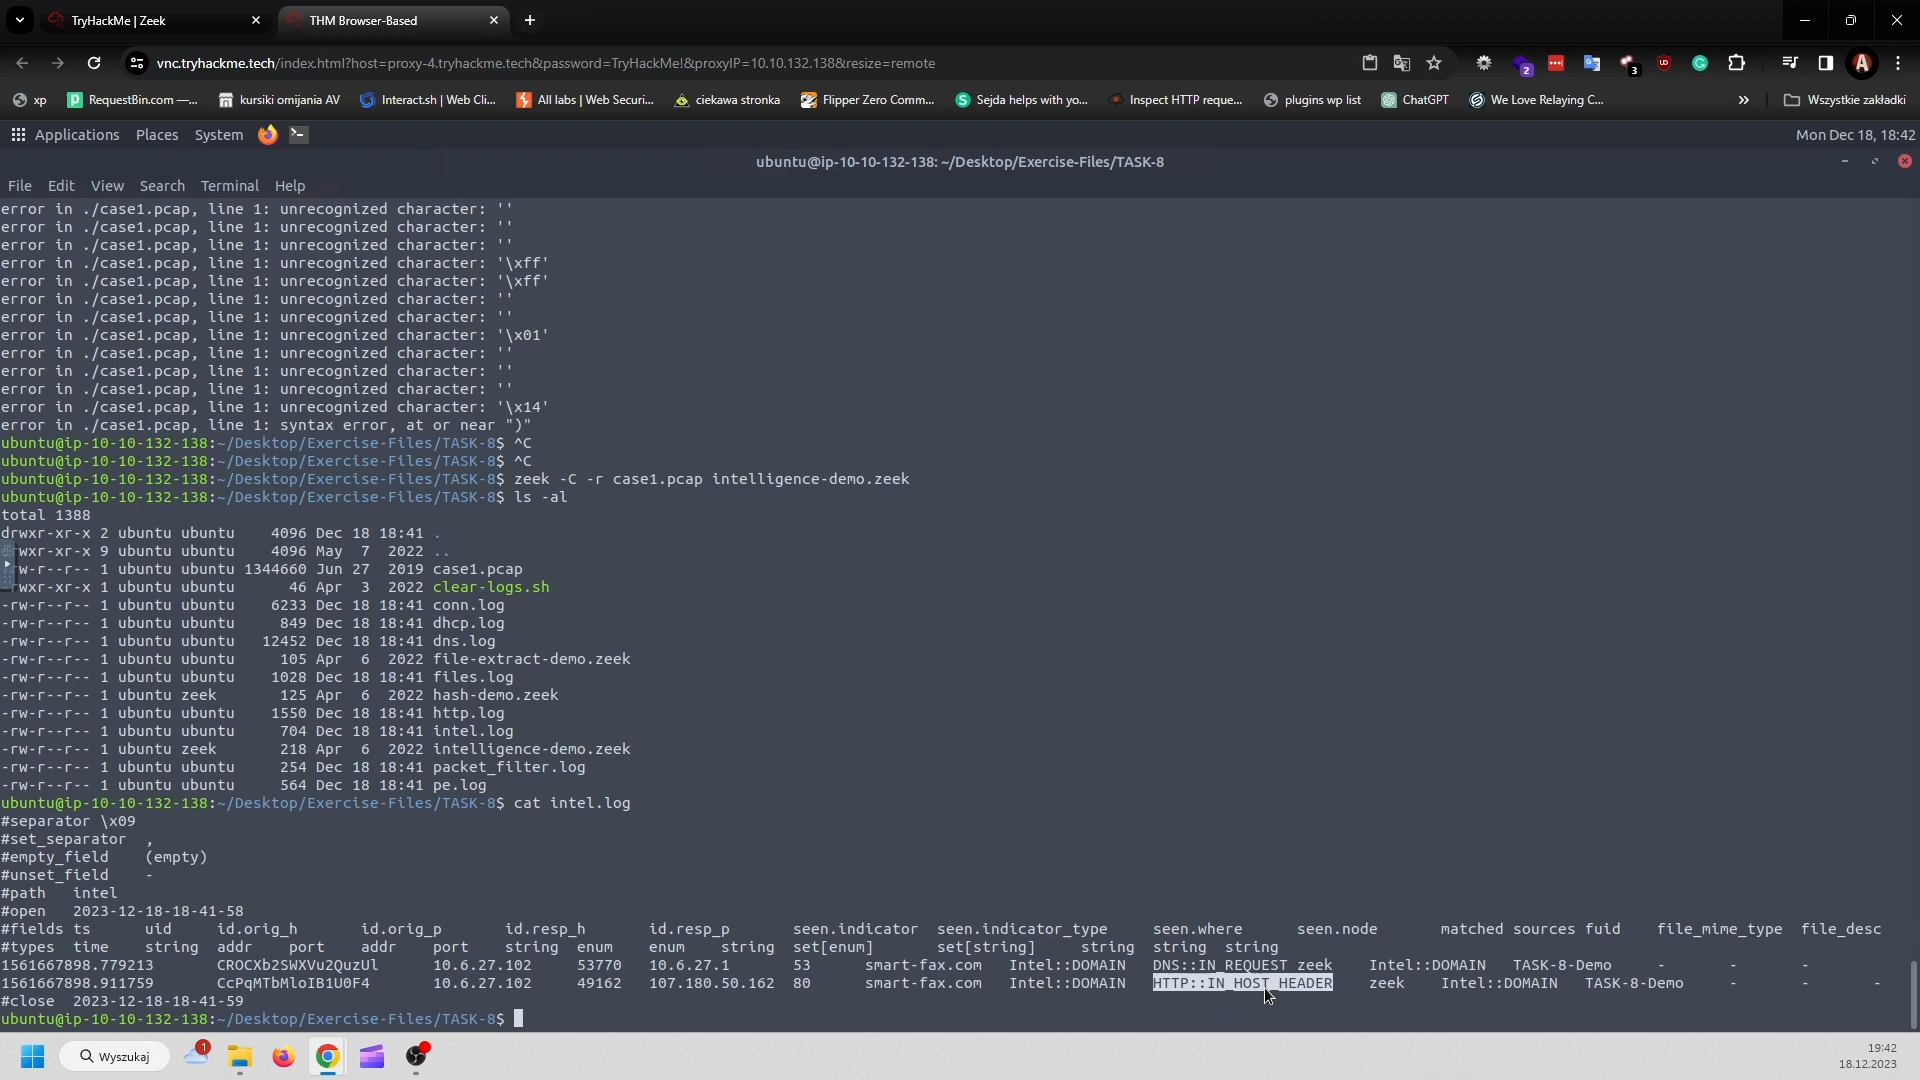 TryHackMe | Zeek
THM Browser-Based
vnc.tryhackme.tech/index.html?host=proxy-4.tryhackme.tech&password=TryHackMe!&proxyIP=10.10.132.138&resize=remote
2
3
A
xp
RequestBin.com —...
kursiki omijania AV
Interact.sh | Web Cli...
All labs | Web Securi...
ciekawa stronka
Flipper Zero Comm...
Sejda helps with yo...
Inspect HTTP reque...
plugins wp list
ChatGPT
We Love Relaying C...
»
Wszystkie zakładki
Applications Places System
Mon Dec 18, 18:42
ubuntu@ip-10-10-132-138: ~/Desktop/Exercise-Files/TASK-8
File Edit View Search Terminal Help
error in ./case1.pcap, line 1: unrecognized character: ''
error in ./case1.pcap, line 1: unrecognized character: ''
error in ./case1.pcap, line 1: unrecognized character: ''
error in ./case1.pcap, line 1: unrecognized character: '\xff'
error in ./case1.pcap, line 1: unrecognized character: '\xff'
error in ./case1.pcap, line 1: unrecognized character: ''
error in ./case1.pcap, line 1: unrecognized character: ''
error in ./case1.pcap, line 1: unrecognized character: '\x01'
error in ./case1.pcap, line 1: unrecognized character: ''
error in ./case1.pcap, line 1: unrecognized character: ''
error in ./case1.pcap, line 1: unrecognized character: ''
error in ./case1.pcap, line 1: unrecognized character: '\x14'
error in ./case1.pcap, line 1: syntax error, at or near ")"
ubuntu@ip-10-10-132-138:~/Desktop/Exercise-Files/TASK-8$ ^C
ubuntu@ip-10-10-132-138:~/Desktop/Exercise-Files/TASK-8$ ^C
ubuntu@ip-10-10-132-138:~/Desktop/Exercise-Files/TASK-8$ zeek -C -r case1.pcap intelligence-demo.zeek
ubuntu@ip-10-10-132-138:~/Desktop/Exercise-Files/TASK-8$ ls -al
total 1388
drwxr-xr-x 2 ubuntu ubuntu 4096 Dec 18 18:41 .
drwxr-xr-x 9 ubuntu ubuntu 4096 May 7 2022 ..
rw-r--r-- 1 ubuntu ubuntu 1344660 Jun 27 2019 case1.pcap
rwxr-xr-x 1 ubuntu ubuntu 46 Apr 3 2022 clear-logs.sh
-rw-r--r-- 1 ubuntu ubuntu 6233 Dec 18 18:41 conn.log
-rw-r--r-- 1 ubuntu ubuntu 849 Dec 18 18:41 dhcp.log
-rw-r--r-- 1 ubuntu ubuntu 12452 Dec 18 18:41 dns.log
-rw-r--r-- 1 ubuntu ubuntu 105 Apr 6 2022 file-extract-demo.zeek
-rw-r--r-- 1 ubuntu ubuntu 1028 Dec 18 18:41 files.log
-rw-r--r-- 1 ubuntu zeek 125 Apr 6 2022 hash-demo.zeek
-rw-r--r-- 1 ubuntu ubuntu 1550 Dec 18 18:41 http.log
-rw-r--r-- 1 ubuntu ubuntu 704 Dec 18 18:41 intel.log
-rw-r--r-- 1 ubuntu zeek 218 Apr 6 2022 intelligence-demo.zeek
-rw-r--r-- 1 ubuntu ubuntu 254 Dec 18 18:41 packet_filter.log
-rw-r--r-- 1 ubuntu ubuntu 564 Dec 18 18:41 pe.log
ubuntu@ip-10-10-132-138:~/Desktop/Exercise-Files/TASK-8$ cat intel.log
#separator \x09
#set_separator ,
#empty_field (empty)
#unset_field -
#path intel
#open 2023-12-18-18-41-58
#fields ts uid id.orig_h id.orig_p id.resp_h id.resp_p seen.indicator seen.indicator_type seen.where seen.node matched sources fuid file_mime_type file_desc
#types time string addr port addr port string enum enum string set[enum] set[string] string string string
1561667898.779213 CROCXb2SWXVu2QuzUl 10.6.27.102 53770 10.6.27.1 53 smart-fax.com Intel::DOMAIN DNS::IN_REQUEST zeek Intel::DOMAIN TASK-8-Demo - - -
1561667898.911759 CcPqMTbMloIB1U0F4 10.6.27.102 49162 107.180.50.162 80 smart-fax.com Intel::DOMAIN HTTP::IN_HOST_HEADER zeek Intel::DOMAIN TASK-8-Demo - - -
#close 2023-12-18-18-41-59
ubuntu@ip-10-10-132-138:~/Desktop/Exercise-Files/TASK-8$
Wyszukaj
1
19:42
18.12.2023